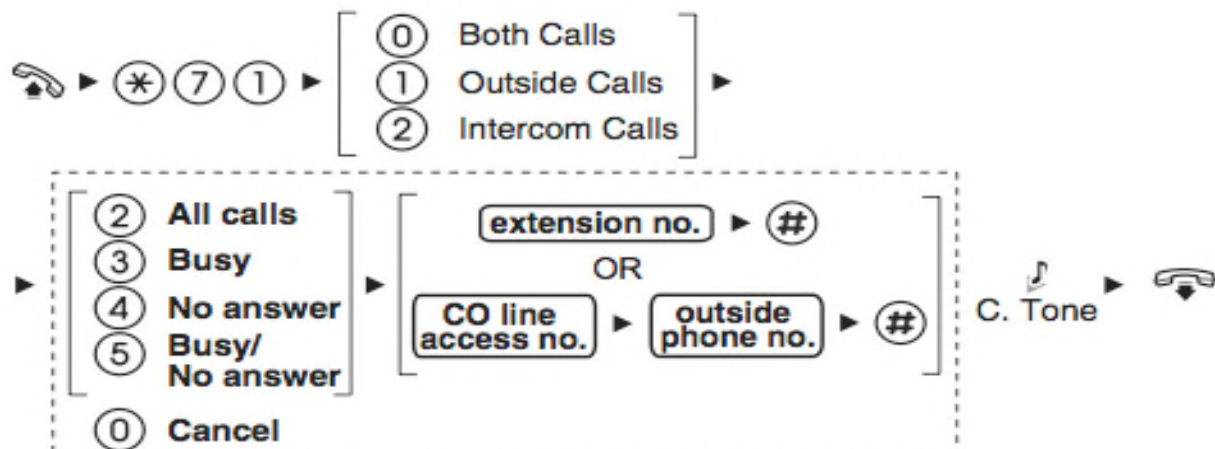 0 Both Calls
* 7 1 1 Outside Calls
2 Intercom Calls
2 All calls
3 Busy
4 No answer
5 Busy/
No answer
0 Cancel
extension no. #
OR
CO line
access no.
outside
phone no.
#
C. Tone